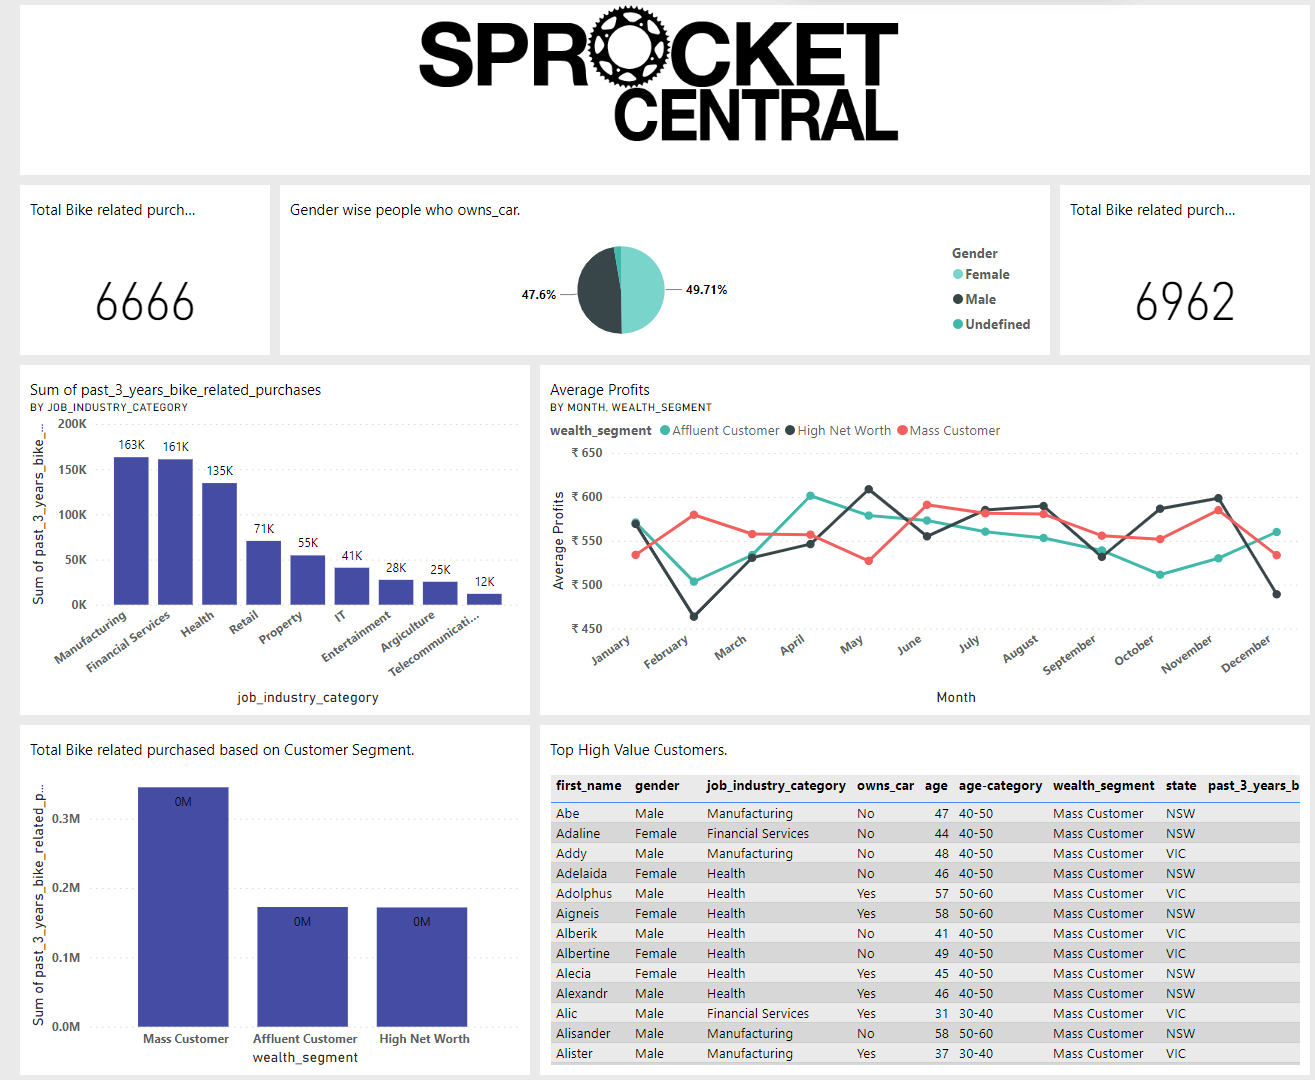 SPROCKET
CENTRAL
Total Bike related purch...
6666
Gender wise people who owns_car.
47.6%
49.71%
Gender
Female
Male
Undefined
Total Bike related purch...
6962
Sum of past_3_years_bike_related_purchases
BY JOB_INDUSTRY_CATEGORY
Sum of past_3_years_bike_...
200K
150K
100K
50K
0K
163K
161K
135K
71K
55K
41K
28K
25K
12K
Manufacturing
Financial Services
Health
Retail
Property
IT
Entertainment
Argiculture
Telecommunicati...
job_industry_category
Average Profits
BY MONTH, WEALTH_SEGMENT
wealth_segment Affluent Customer High Net Worth Mass Customer
Average Profits
₹ 650
₹ 600
₹ 550
₹ 500
₹ 450
January
February
March
April
May
June
July
August
September
October
November
December
Month
Total Bike related purchased based on Customer Segment.
Sum of past_3_years_bike_related_p...
0.3M
0.2M
0.1M
0.0M
0M
0M
0M
Mass Customer
Affluent Customer
High Net Worth
wealth_segment
Top High Value Customers.
first_name gender job_industry_category owns_car age age-category wealth_segment state past_3_years_b
Abe Male Manufacturing No 47 40-50 Mass Customer NSW
Adaline Female Financial Services No 44 40-50 Mass Customer NSW
Addy Male Manufacturing No 48 40-50 Mass Customer VIC
Adelaida Female Health No 46 40-50 Mass Customer NSW
Adolphus Male Health Yes 57 50-60 Mass Customer VIC
Aigneis Female Health Yes 58 50-60 Mass Customer NSW
Alberik Male Health No 41 40-50 Mass Customer VIC
Albertine Female Health No 49 40-50 Mass Customer VIC
Alecia Female Health Yes 45 40-50 Mass Customer NSW
Alexandr Male Health Yes 46 40-50 Mass Customer NSW
Alic Male Financial Services Yes 31 30-40 Mass Customer VIC
Alisander Male Manufacturing No 58 50-60 Mass Customer NSW
Alister Male Manufacturing Yes 37 30-40 Mass Customer VIC